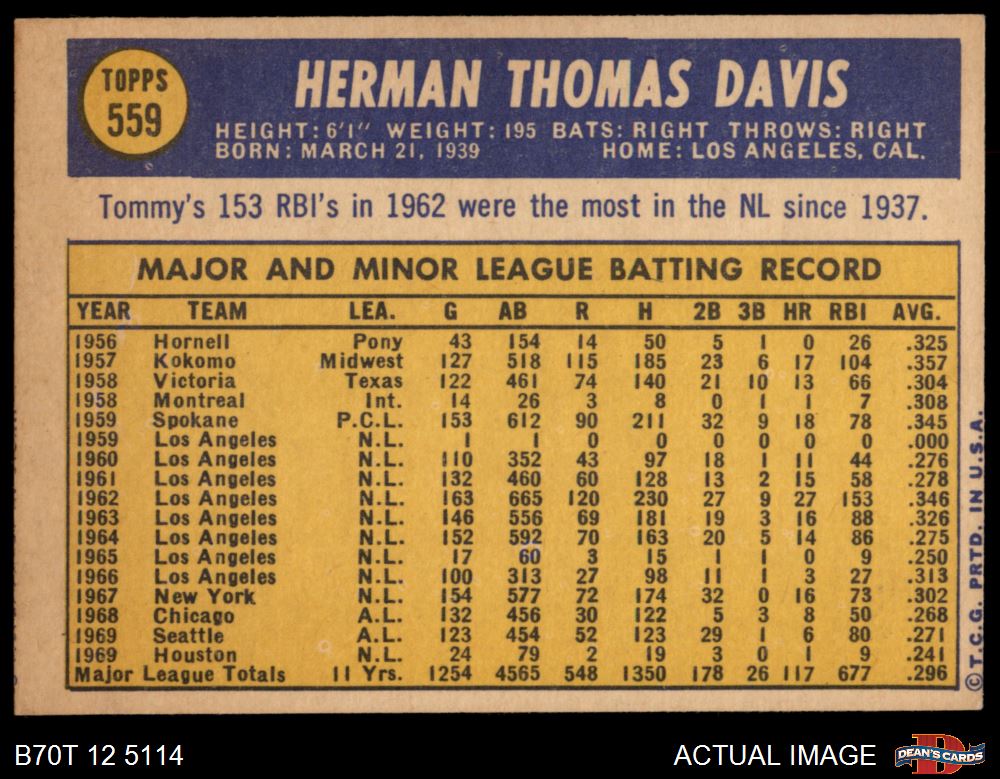 TOPPS
559
HERMAN THOMAS DAVIS
HEIGHT: 6'1" WEIGHT: 195 BATS: RIGHT THROWS: RIGHT
BORN: MARCH 21, 1939 HOME: LOS ANGELES, CAL.
Tommy's 153 RBI's in 1962 were the most in the NL since 1937.
MAJOR AND MINOR LEAGUE BATTING RECORD
YEAR TEAM LEA. G AB R H 2B 3B HR RBI AVG.
1956 Hornell Pony 43 154 14 50 5 1 0 26 .325
1957 Kokomo Midwest 127 518 115 185 23 6 17 104 .357
1958 Victoria Texas 122 461 74 140 21 10 13 66 .304
1958 Montreal Int. 14 26 3 8 0 1 1 7 .308
1959 Spokane P.C.L. 153 612 90 211 32 9 18 78 .345
1959 Los Angeles N.L. 1 1 0 0 0 0 0 0 .000
1960 Los Angeles N.L. 110 352 43 97 18 1 11 44 .276
1961 Los Angeles N.L. 132 460 60 128 13 2 15 58 .278
1962 Los Angeles N.L. 163 665 120 230 27 9 27 153 .346
1963 Los Angeles N.L. 146 556 69 181 19 3 16 88 .326
1964 Los Angeles N.L. 152 592 70 163 20 5 14 86 .275
1965 Los Angeles N.L. 17 60 3 15 1 1 0 9 .250
1966 Los Angeles N.L. 100 313 27 98 11 1 3 27 .313
1967 New York N.L. 154 577 72 174 32 0 16 73 .302
1968 Chicago A.L. 132 456 30 122 5 3 8 50 .268
1969 Seattle A.L. 123 454 52 123 29 1 6 80 .271
1969 Houston N.L. 24 79 2 19 3 0 1 9 .241
Major League Totals 11 Yrs. 1254 4565 548 1350 178 26 117 677 .296
©T.C.G. PRTD. IN U.S.A.
B70T 12 5114
ACTUAL IMAGE
DEAN'S CARDS